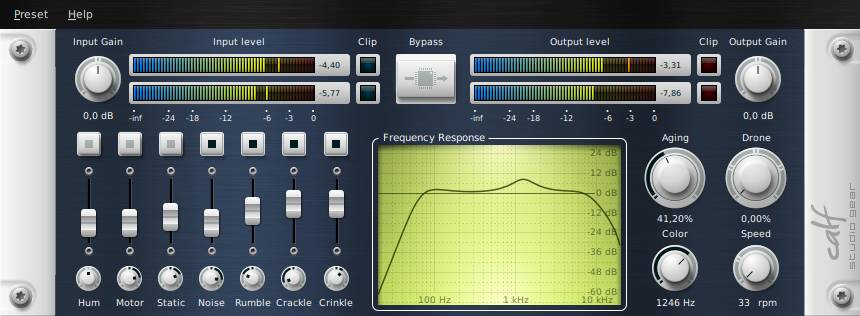 Preset Help
Input Gain Input level Clip Bypass Output level Clip Output Gain
-4,40 -3,31
-5,77 -7,86
0,0 dB -inf -24 -18 -12 -6 -3 0 -inf -24 -18 -12 -6 -3 0 0,0 dB
Frequency Response Aging Drone
24 dB
12 dB
0 dB
-12 dB
-24 dB
-36 dB
-48 dB
-60 dB
100 Hz 1 kHz 10 kHz
41,20% 0,00%
Color Speed
1246 Hz 33 rpm
Hum Motor Static Noise Rumble Crackle Crinkle
calf
studio gear